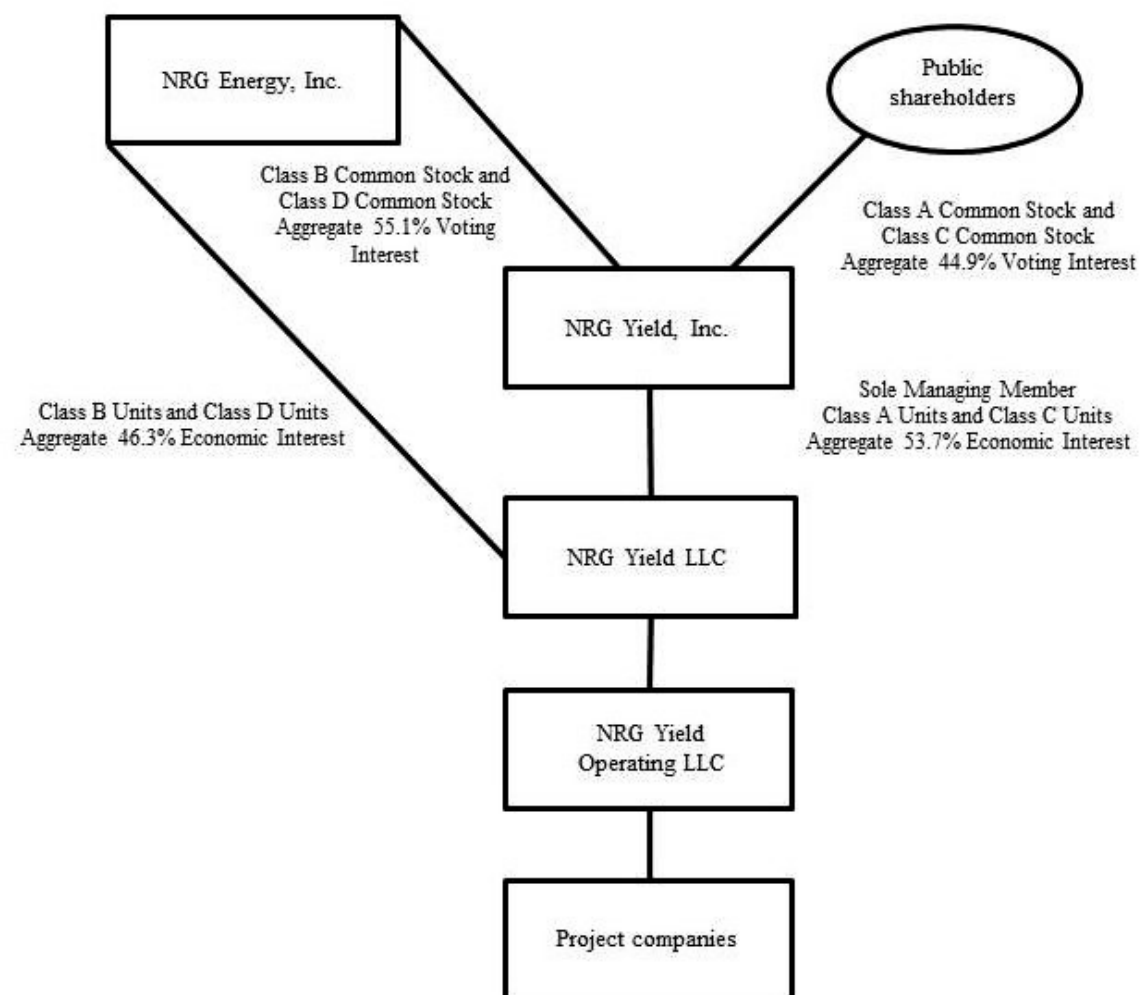 NRG Energy, Inc.
Public
shareholders
Class B Common Stock and
Class D Common Stock
Aggregate 55.1% Voting
Interest
Class A Common Stock and
Class C Common Stock
Aggregate 44.9% Voting Interest
NRG Yield, Inc.
Class B Units and Class D Units
Aggregate 46.3% Economic Interest
Sole Managing Member
Class A Units and Class C Units
Aggregate 53.7% Economic Interest
NRG Yield LLC
NRG Yield
Operating LLC
Project companies